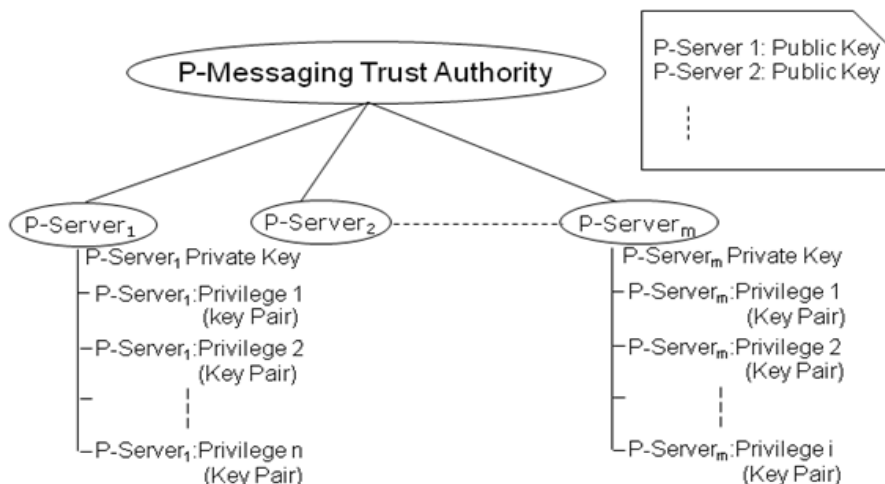 P-Messaging Trust Authority
P-Server 1: Public Key
P-Server 2: Public Key
P-Server₁
P-Server₂
P-Serverₘ
P-Server₁ Private Key
P-Server₁:Privilege 1
(key Pair)
P-Server₁:Privilege 2
(Key Pair)
P-Server₁:Privilege n
(Key Pair)
P-Serverₘ Private Key
P-Serverₘ:Privilege 1
(Key Pair)
P-Serverₘ:Privilege 2
(Key Pair)
P-Serverₘ:Privilege i
(Key Pair)